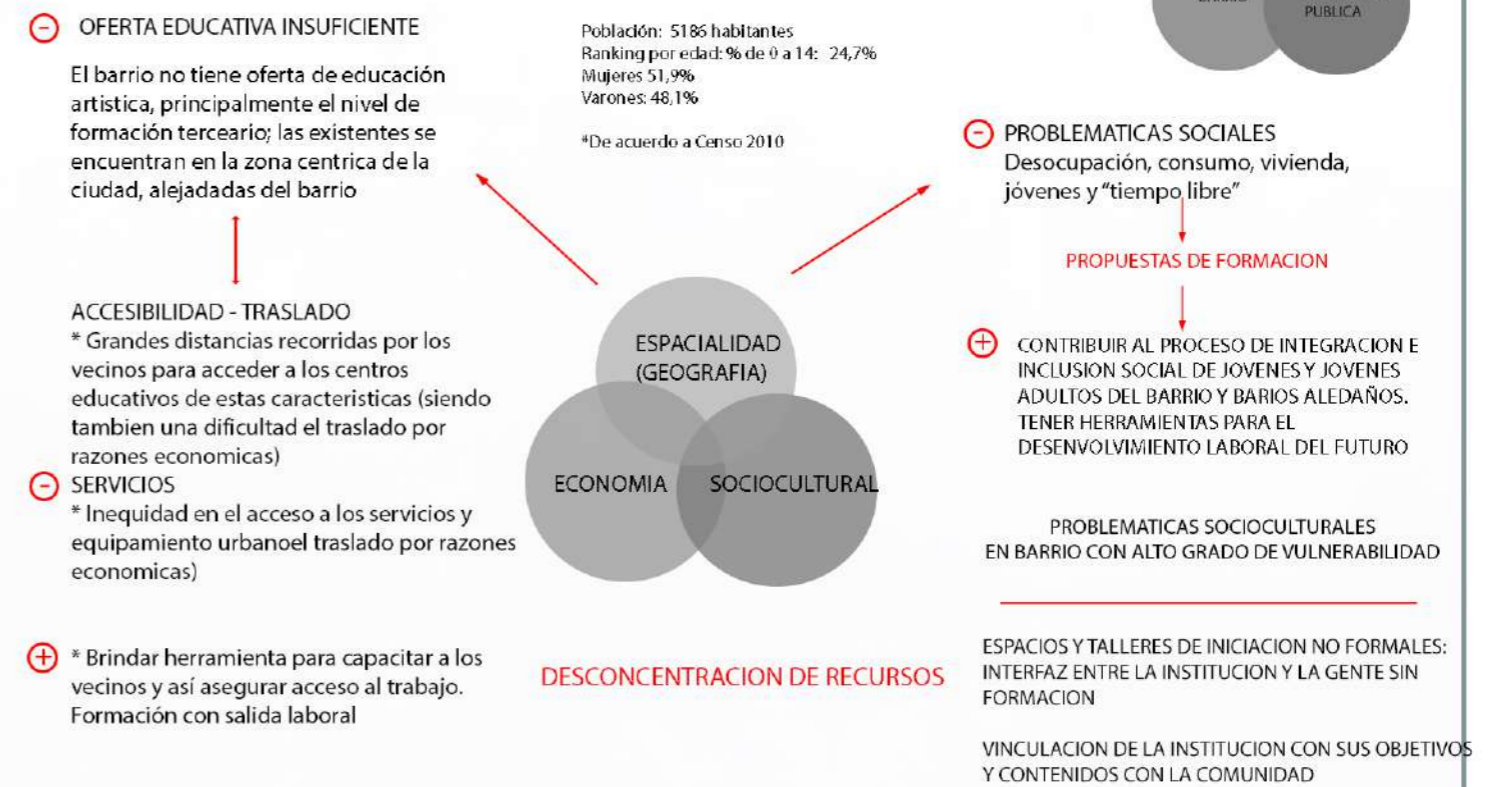 OFERTA EDUCATIVA INSUFICIENTE
El barrio no tiene oferta de educación
artistica, principalmente el nivel de
formación terceario; las existentes se
encuentran en la zona centrica de la
ciudad, alejadadas del barrio
ACCESIBILIDAD - TRASLADO
* Grandes distancias recorridas por los
vecinos para acceder a los centros
educativos de estas caracteristicas (siendo
tambien una dificultad el traslado por
razones economicas)
SERVICIOS
* Inequidad en el acceso a los servicios y
equipamiento urbanoel traslado por razones
economicas)
* Brindar herramienta para capacitar a los
vecinos y así asegurar acceso al trabajo.
Formación con salida laboral
Población: 5186 habitantes
Ranking por edad: % de 0 a 14: 24,7%
Mujeres 51,9%
Varones: 48,1%
*De acuerdo a Censo 2010
ESPACIALIDAD
(GEOGRAFIA)
ECONOMIA
SOCIOCULTURAL
DESCONCENTRACION DE RECURSOS
PUBLICA
PROBLEMATICAS SOCIALES
Desocupación, consumo, vivienda,
jóvenes y "tiempo libre"
PROPUESTAS DE FORMACION
CONTRIBUIR AL PROCESO DE INTEGRACION E
INCLUSION SOCIAL DE JOVENES Y JOVENES
ADULTOS DEL BARRIO Y BARIOS ALEDAÑOS.
TENER HERRAMIENTAS PARA EL
DESENVOLVIMIENTO LABORAL DEL FUTURO
PROBLEMATICAS SOCIOCULTURALES
EN BARRIO CON ALTO GRADO DE VULNERABILIDAD
ESPACIOS Y TALLERES DE INICIACION NO FORMALES:
INTERFAZ ENTRE LA INSTITUCION Y LA GENTE SIN
FORMACION
VINCULACION DE LA INSTITUCION CON SUS OBJETIVOS
Y CONTENIDOS CON LA COMUNIDAD